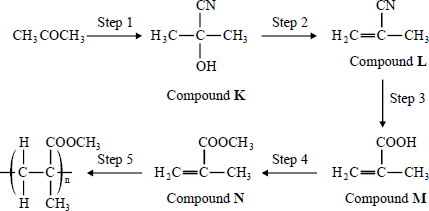 CN
CH₃COCH₃ Step 1 H₃C—C—CH₃ Step 2 H₂C=C—CH₃
CN
OH
Compound K
Compound L
Step 3
H COOCH₃
COOCH₃
COOH
C—C n
Step 5
H₂C=C—CH₃
Step 4
H₂C=C—CH₃
H CH₃
Compound N
Compound M